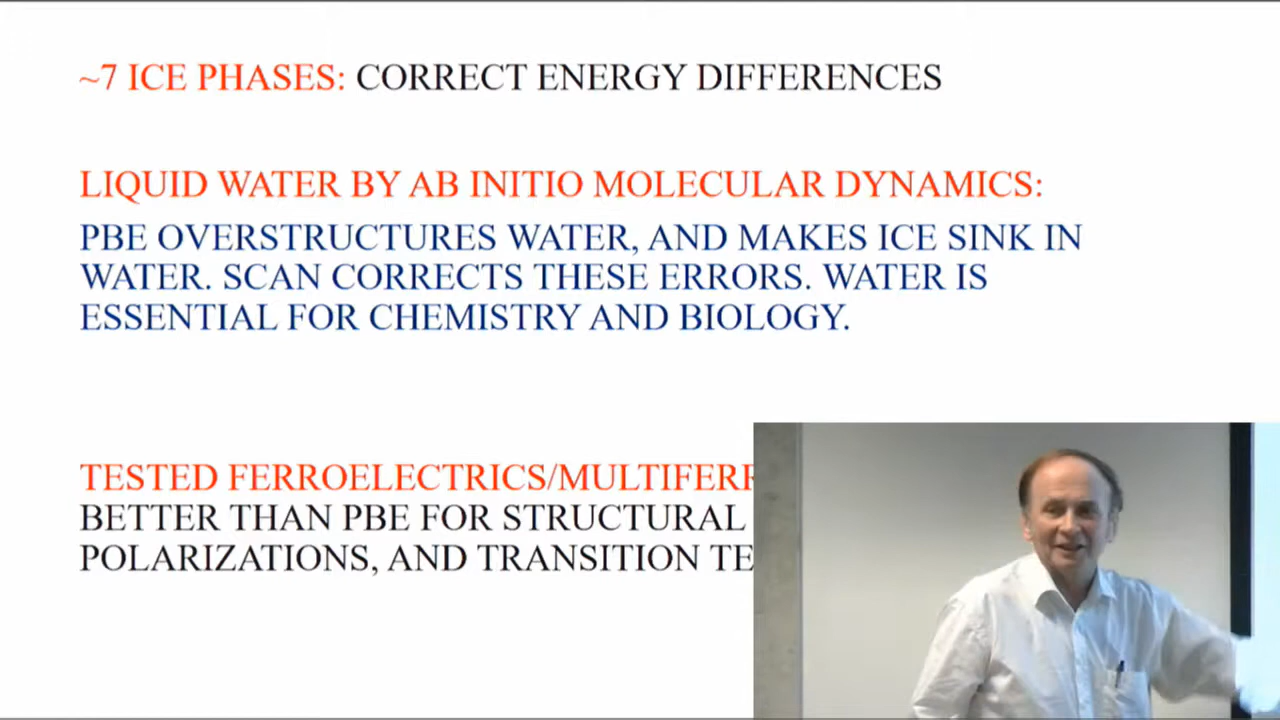 ~7 ICE PHASES: CORRECT ENERGY DIFFERENCES
LIQUID WATER BY AB INITIO MOLECULAR DYNAMICS:
PBE OVERSTRUCTURES WATER, AND MAKES ICE SINK IN
WATER. SCAN CORRECTS THESE ERRORS. WATER IS
ESSENTIAL FOR CHEMISTRY AND BIOLOGY.
TESTED FERROELECTRICS/MULTIFERR
BETTER THAN PBE FOR STRUCTURAL
POLARIZATIONS, AND TRANSITION TE